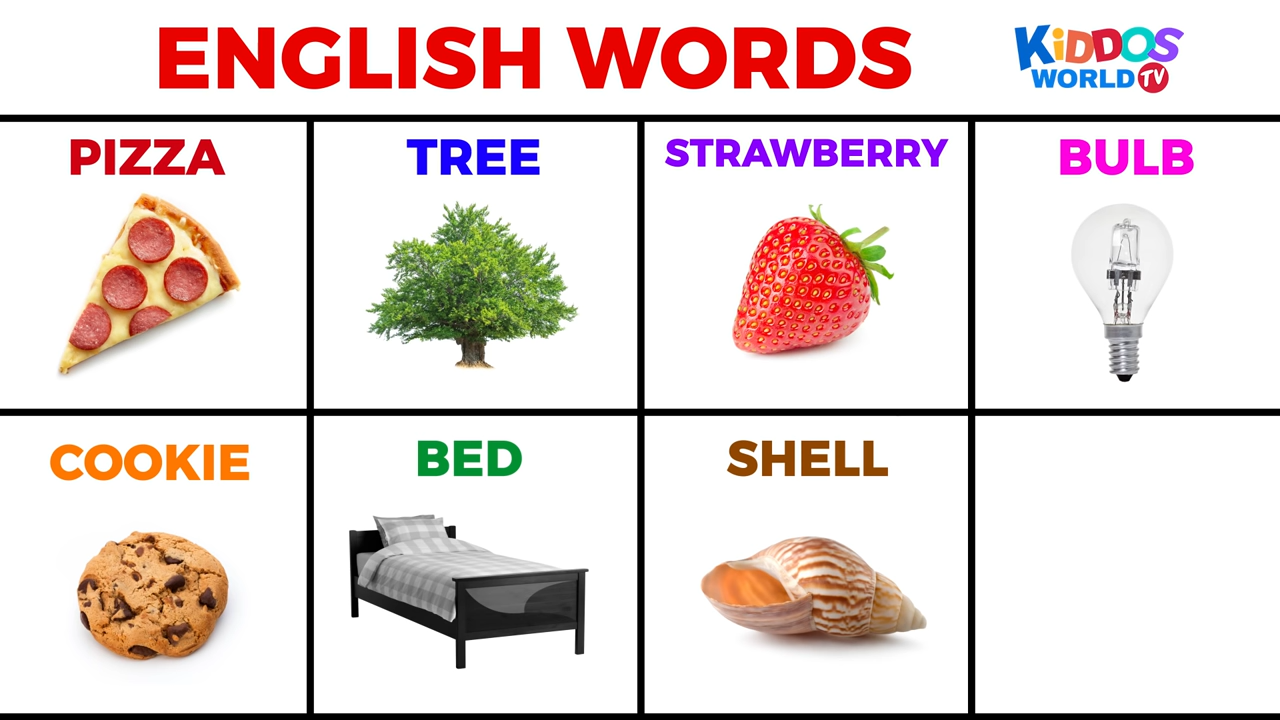 ENGLISH WORDS
KiDDOS
WORLD TV
PIZZA
TREE
STRAWBERRY
BULB
COOKIE
BED
SHELL